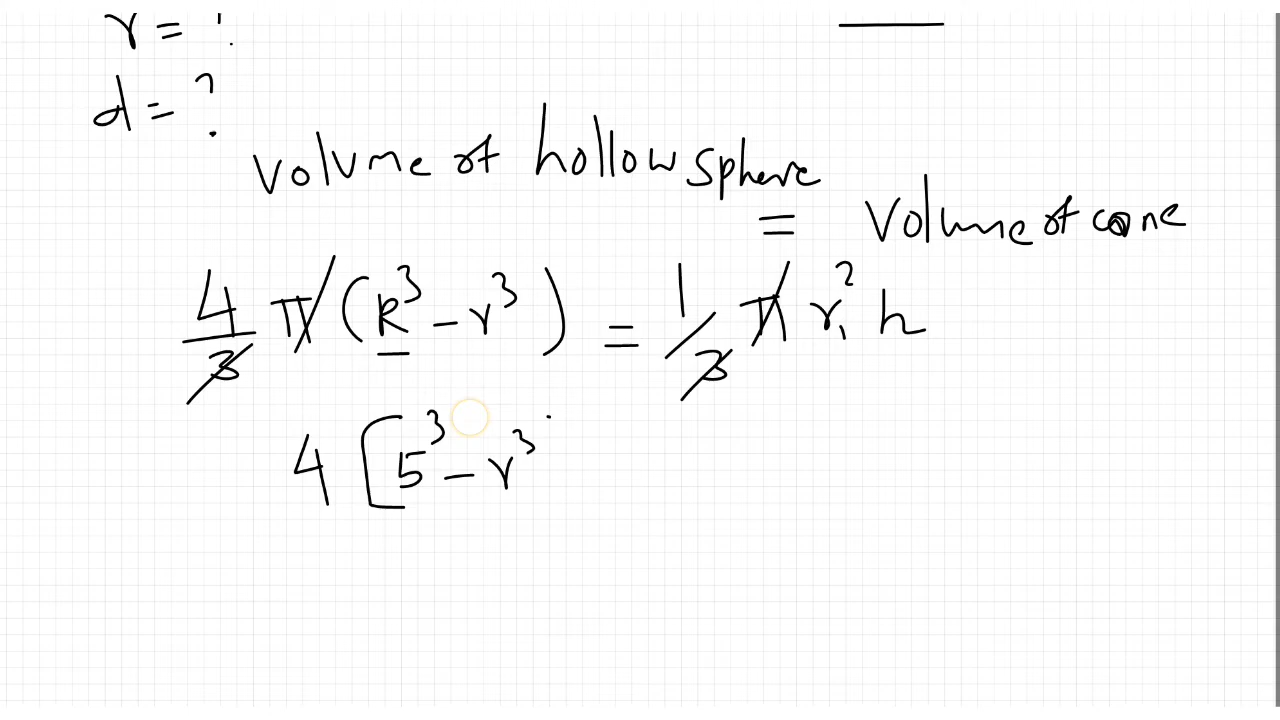 r = ?
d = ?
volume of hollow sphere
= Volume of cone
4/3 π (R³ - r³) = 1/3 π r₁² h
4 [5³ - r³